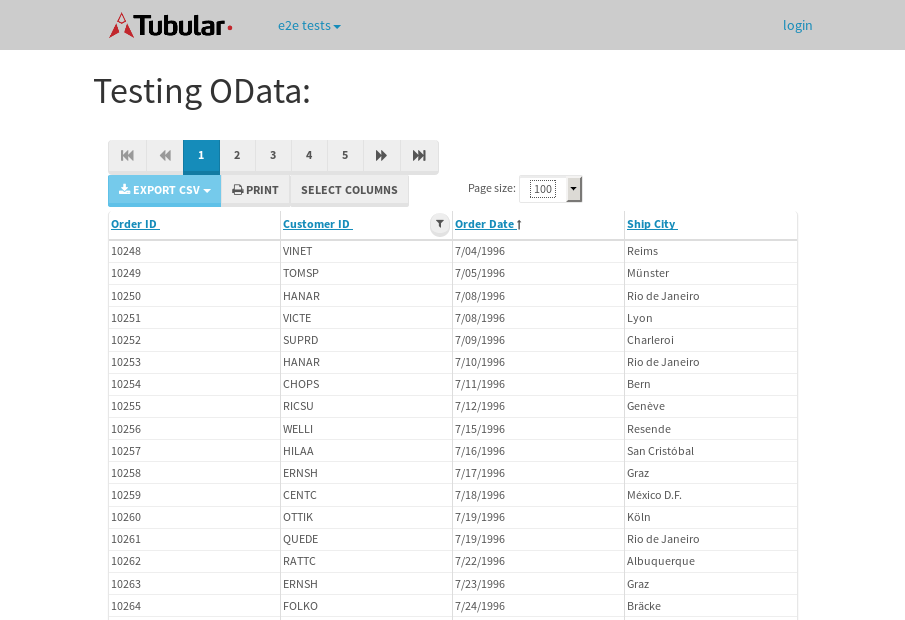 Tubular e2e tests login
Testing OData:
1 2 3 4 5
EXPORT CSV PRINT SELECT COLUMNS Page size: 100
Order ID Customer ID Order Date Ship City
10248 VINET 7/04/1996 Reims
10249 TOMSP 7/05/1996 Münster
10250 HANAR 7/08/1996 Rio de Janeiro
10251 VICTE 7/08/1996 Lyon
10252 SUPRD 7/09/1996 Charleroi
10253 HANAR 7/10/1996 Rio de Janeiro
10254 CHOPS 7/11/1996 Bern
10255 RICSU 7/12/1996 Genève
10256 WELLI 7/15/1996 Resende
10257 HILAA 7/16/1996 San Cristóbal
10258 ERNSH 7/17/1996 Graz
10259 CENTC 7/18/1996 México D.F.
10260 OTTIK 7/19/1996 Köln
10261 QUEDE 7/19/1996 Rio de Janeiro
10262 RATTC 7/22/1996 Albuquerque
10263 ERNSH 7/23/1996 Graz
10264 FOLKO 7/24/1996 Bräcke